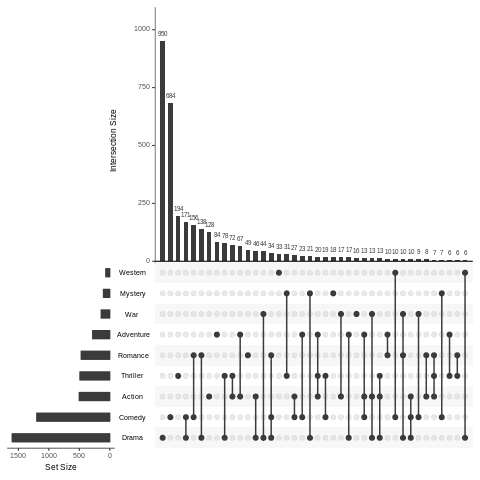 1000
750
500
250
0
Intersection Size
950 684 194 171 156 138 128 84 78 72 67 49 46 44 34 33 31 27 23 21 20 19 18 17 17 16 13 13 13 10 10 10 10 9 8 7 7 6 6 6
Western
Mystery
War
Adventure
Romance
Thriller
Action
Comedy
Drama
1500 1000 500 0
Set Size